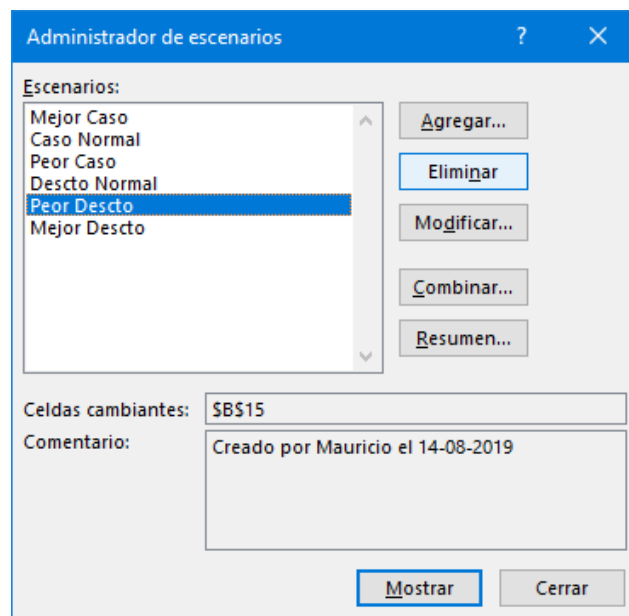 Administrador de escenarios ? ×
Escenarios:
Mejor Caso
Caso Normal
Peor Caso
Descto Normal
Peor Descto
Mejor Descto
Agregar...
Eliminar
Modificar...
Combinar...
Resumen...
Celdas cambiantes: $B$15
Comentario: Creado por Mauricio el 14-08-2019
Mostrar Cerrar